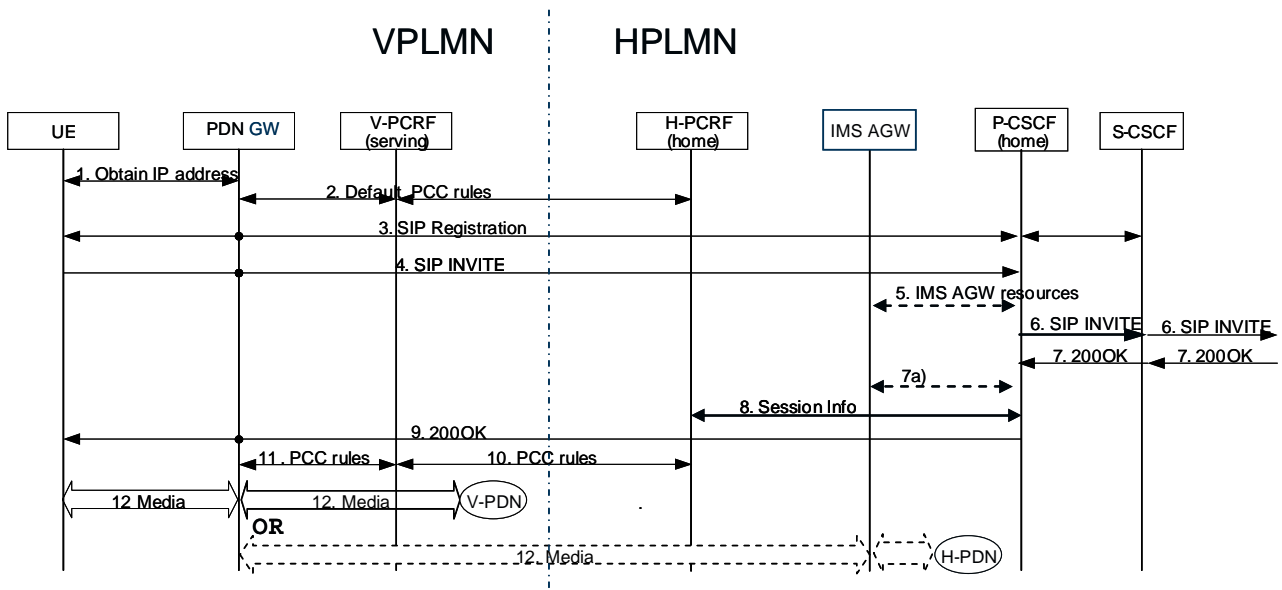 VPLMN HPLMN
UE
PDN GW
V-PCRF
(serving)
H-PCRF
(home)
IMS AGW
P-CSCF
(home)
S-CSCF
1. Obtain IP address
2. Default PCC rules
3. SIP Registration
4. SIP INVITE
5. IMS AGW resources
6. SIP INVITE
6. SIP INVITE
7. 200OK
7. 200OK
7a)
8. Session Info
9. 200OK
11. PCC rules
10. PCC rules
12 Media
12. Media
V-PDN
OR
12. Media
H-PDN